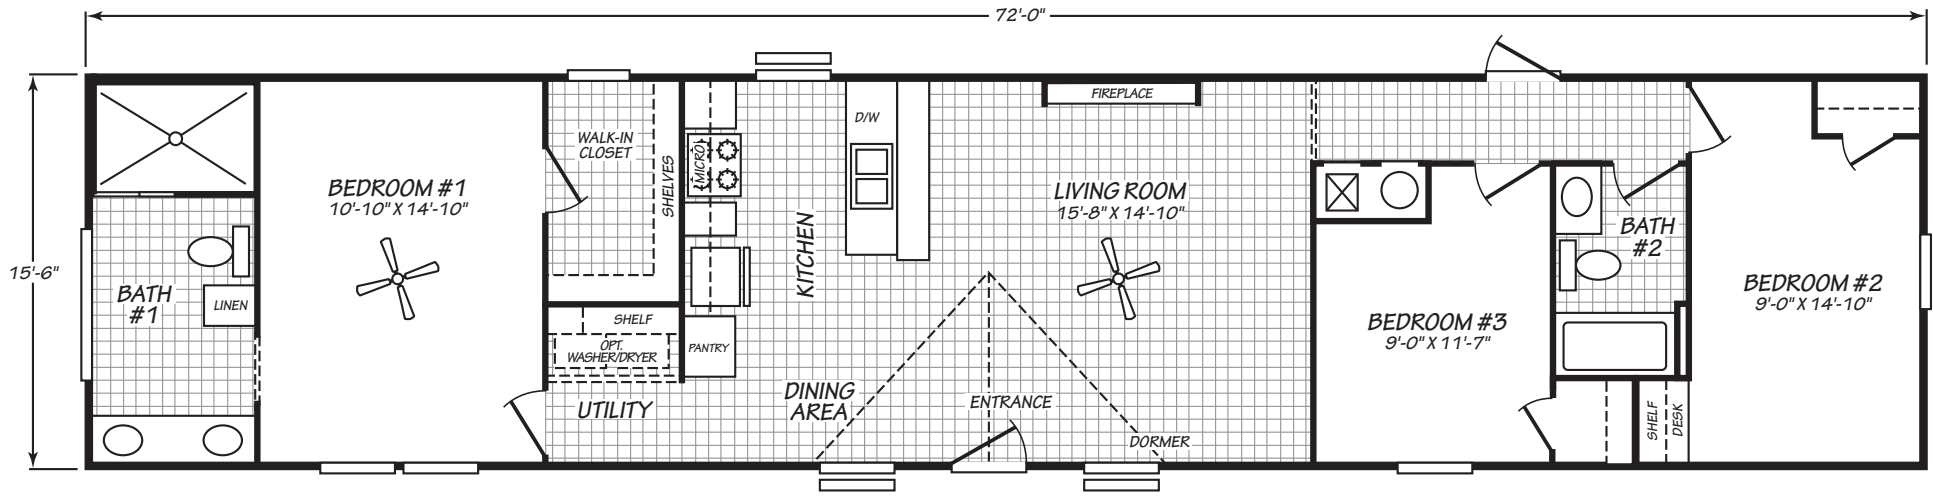 72'-0"
15'-6"
BATH
#1
LINEN
BEDROOM #1
10'-10" X 14'-10"
WALK-IN
CLOSET
SHELVES
SHELF
OPT.
WASHER/DRYER
UTILITY
MICRO
PANTRY
KITCHEN
D/W
DINING
AREA
FIREPLACE
LIVING ROOM
15'-8" X 14'-10"
ENTRANCE
DORMER
BEDROOM #3
9'-0" X 11'-7"
BATH
#2
SHELF
DESK
BEDROOM #2
9'-0" X 14'-10"